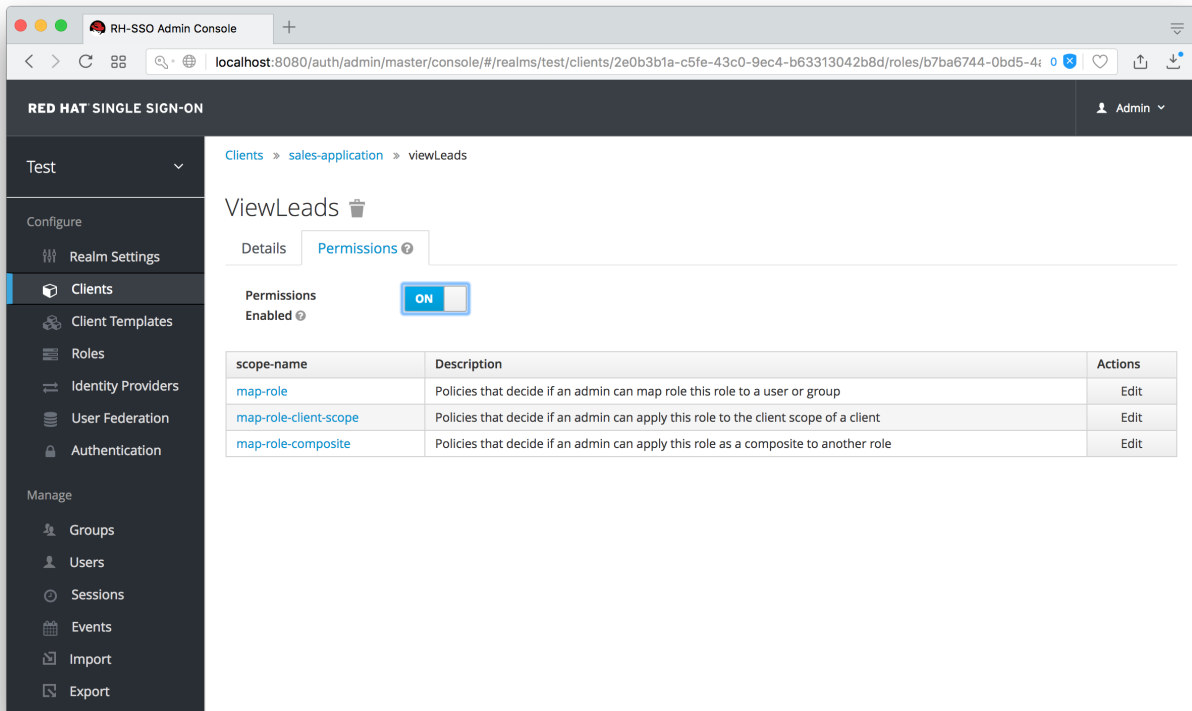 RH-SSO Admin Console
localhost:8080/auth/admin/master/console/#/realms/test/clients/2e0b3b1a-c5fe-43c0-9ec4-b63313042b8d/roles/b7ba6744-0bd5-4a 0
RED HAT SINGLE SIGN-ON
Admin
Test
Configure
Realm Settings
Clients
Client Templates
Roles
Identity Providers
User Federation
Authentication
Manage
Groups
Users
Sessions
Events
Import
Export
Clients » sales-application » viewLeads
ViewLeads
Details Permissions ?
Permissions
Enabled ?
ON
scope-name Description Actions
map-role Policies that decide if an admin can map role this role to a user or group Edit
map-role-client-scope Policies that decide if an admin can apply this role to the client scope of a client Edit
map-role-composite Policies that decide if an admin can apply this role as a composite to another role Edit